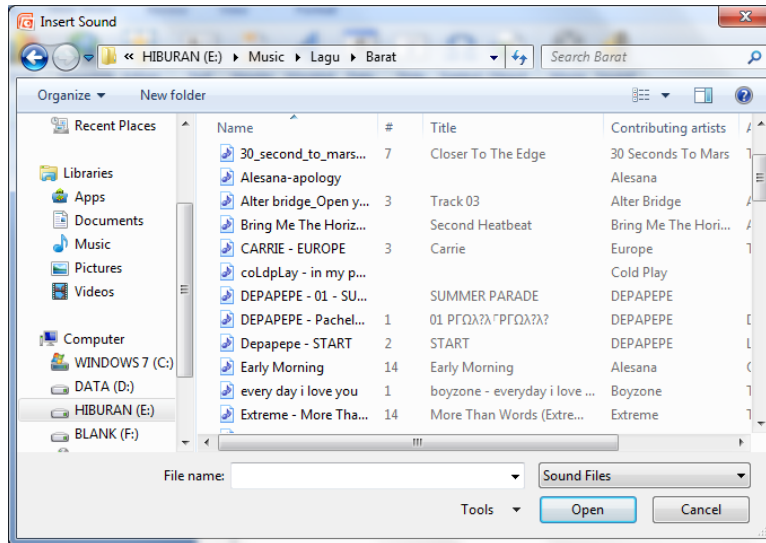 Insert Sound
« HIBURAN (E:) Music Lagu Barat Search Barat
Organize New folder
Recent Places
Libraries
Apps
Documents
Music
Pictures
Videos
Computer
WINDOWS 7 (C:)
DATA (D:)
HIBURAN (E:)
BLANK (F:)
Name # Title Contributing artists
30_second_to_mars... 7 Closer To The Edge 30 Seconds To Mars
Alesana-apology Alesana
Alter bridge_Open y... 3 Track 03 Alter Bridge
Bring Me The Horiz... Second Heatbeat Bring Me The Hori...
CARRIE - EUROPE 3 Carrie Europe
coLdpLay - in my p... Cold Play
DEPAPEPE - 01 - SU... SUMMER PARADE DEPAPEPE
DEPAPEPE - Pachel... 1 01 DEPAPEPE
Depapepe - START 2 START DEPAPEPE
Early Morning 14 Early Morning Alesana
every day i love you 1 boyzone - everyday i love ... Boyzone
Extreme - More Tha... 14 More Than Words (Extre... Extreme
File name: Sound Files
Tools Open Cancel